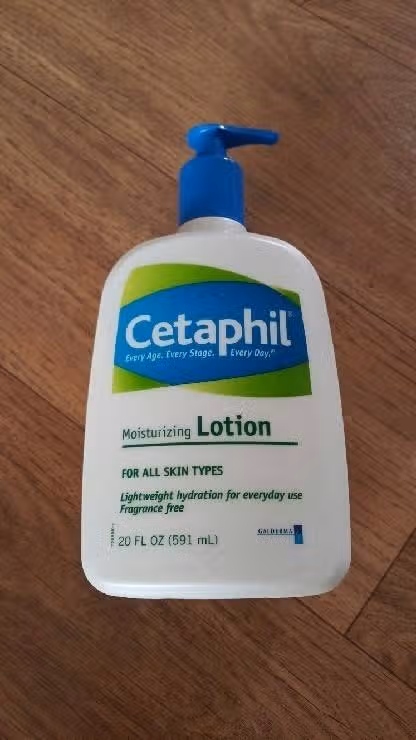 Cetaphil®
Every Age. Every Stage. Every Day.®
Moisturizing Lotion
FOR ALL SKIN TYPES
Lightweight hydration for everyday use
Fragrance free
20 FL OZ (591 mL)
GALDERMA